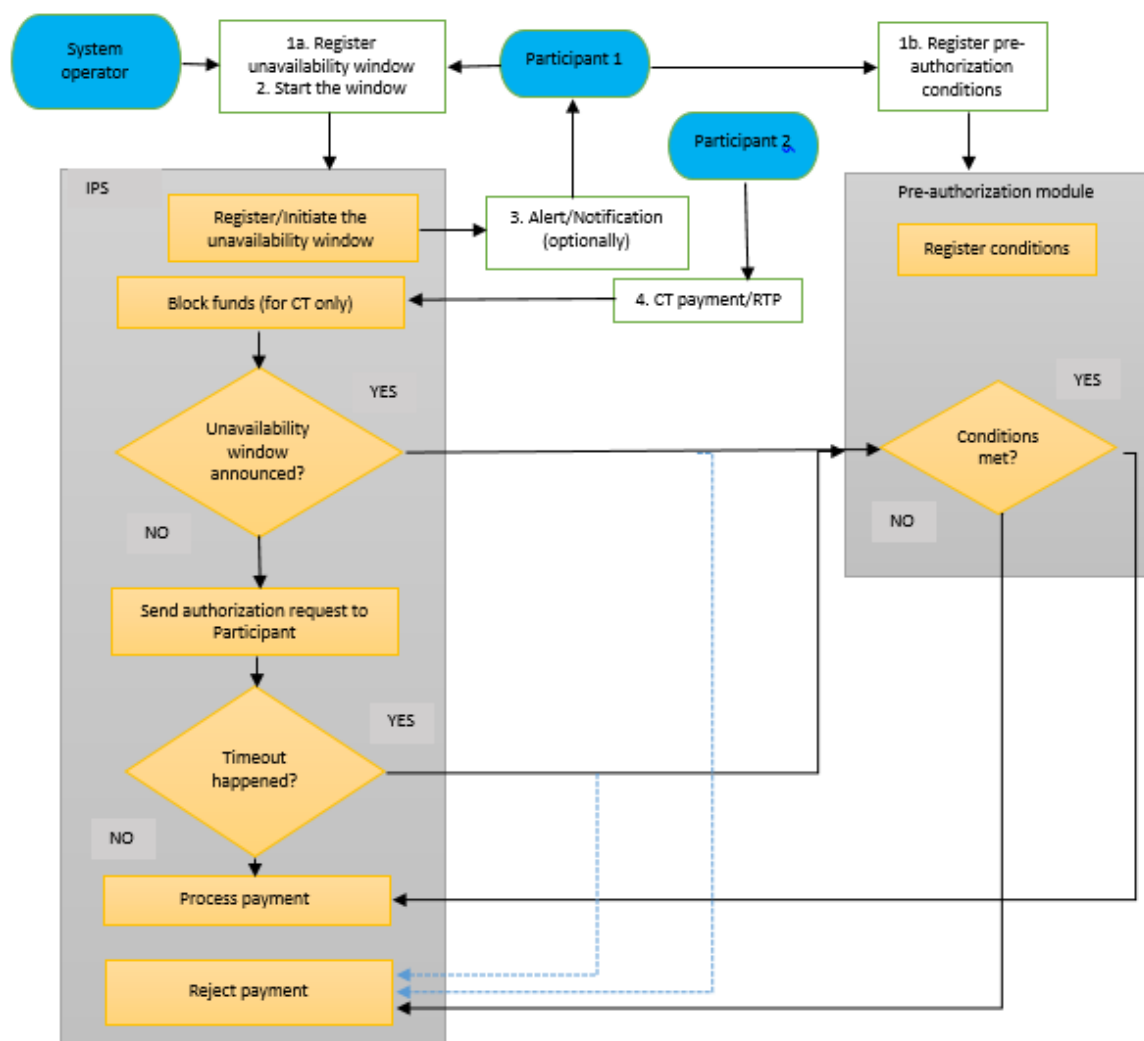 System
operator
1a. Register
unavailability window
2. Start the window
Participant 1
1b. Register pre-
authorization
conditions
Participant 2
IPS
Pre-authorization module
Register/Initiate the
unavailability window
3. Alert/Notification
(optionally)
Register conditions
Block funds (for CT only)
4. CT payment/RTP
YES
YES
Unavailability
window
announced?
Conditions
met?
NO
NO
Send authorization request to
Participant
YES
Timeout
happened?
NO
Process payment
Reject payment